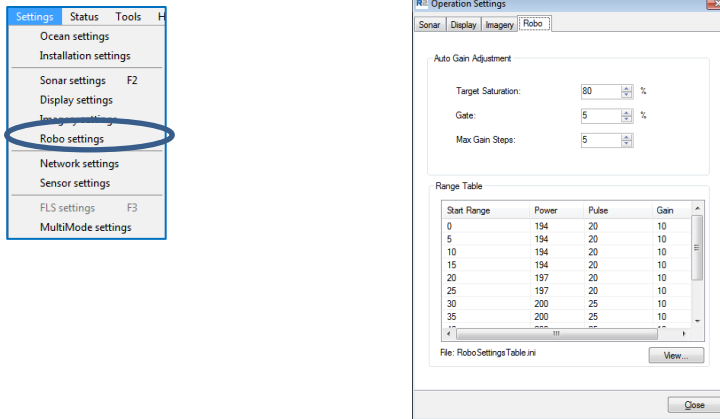 Settings Status Tools H
Ocean settings
Installation settings
Sonar settings F2
Display settings
Imagery settings
Robo settings
Network settings
Sensor settings
FLS settings F3
MultiMode settings
Operation Settings
Sonar Display Imagery Robo
Auto Gain Adjustment
Target Saturation: 80 %
Gate: 5 %
Max Gain Steps: 5
Range Table
Start Range Power Pulse Gain
0 194 20 10
5 194 20 10
10 194 20 10
15 194 20 10
20 197 20 10
25 197 20 10
30 200 25 10
35 200 25 10
File: RoboSettingsTable.ini View...
Close